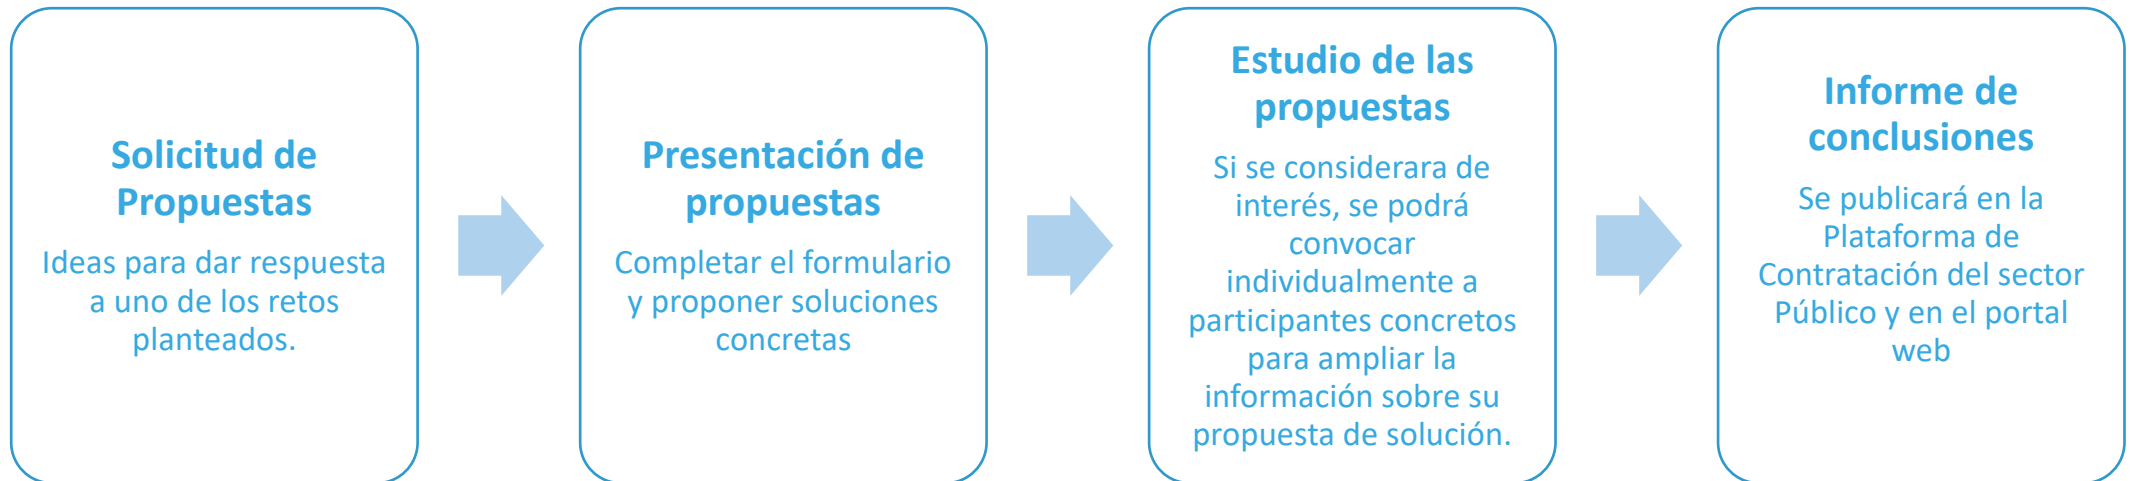 Solicitud de
Propuestas
Ideas para dar respuesta
a uno de los retos
planteados.
Presentación de
propuestas
Completar el formulario
y proponer soluciones
concretas
Estudio de las
propuestas
Si se considerara de
interés, se podrá
convocar
individualmente a
participantes concretos
para ampliar la
información sobre su
propuesta de solución.
Informe de
conclusiones
Se publicará en la
Plataforma de
Contratación del sector
Público y en el portal
web